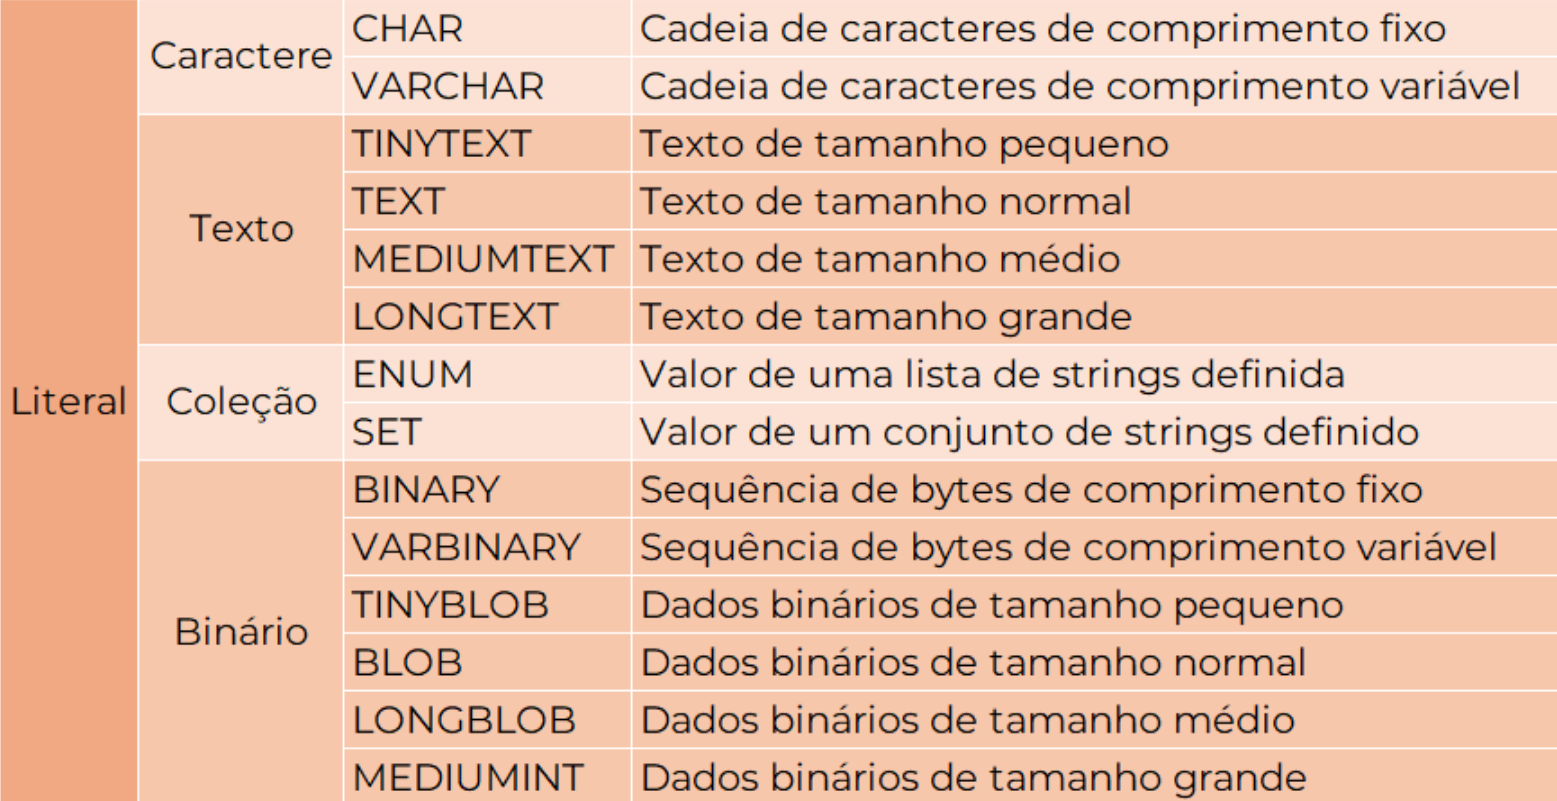 Literal
Caractere
CHAR Cadeia de caracteres de comprimento fixo
VARCHAR Cadeia de caracteres de comprimento variável
Texto
TINYTEXT Texto de tamanho pequeno
TEXT Texto de tamanho normal
MEDIUMTEXT Texto de tamanho médio
LONGTEXT Texto de tamanho grande
Coleção
ENUM Valor de uma lista de strings definida
SET Valor de um conjunto de strings definido
Binário
BINARY Sequência de bytes de comprimento fixo
VARBINARY Sequência de bytes de comprimento variável
TINYBLOB Dados binários de tamanho pequeno
BLOB Dados binários de tamanho normal
LONGBLOB Dados binários de tamanho médio
MEDIUMINT Dados binários de tamanho grande